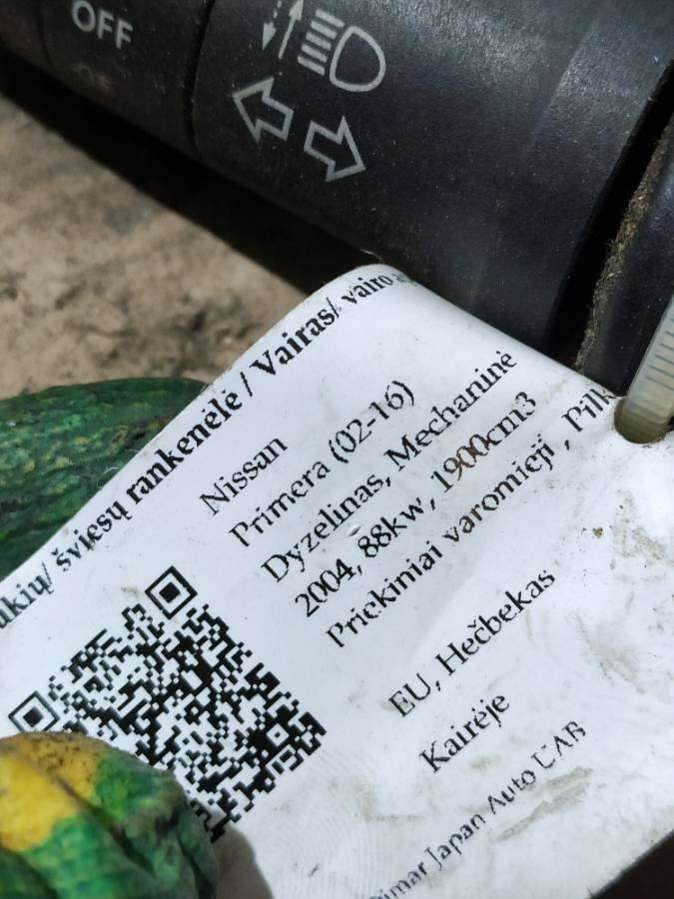 OFF
šviesų rankenėlė / Vairas/ vairo
Nissan
Primera (02-16)
Dyzelinas, Mechaninė
2004, 88kw, 1900cm3
Priekiniai varomieji , Pilk
EU, Hečbekas
Kairėje
Japan Auto UAB